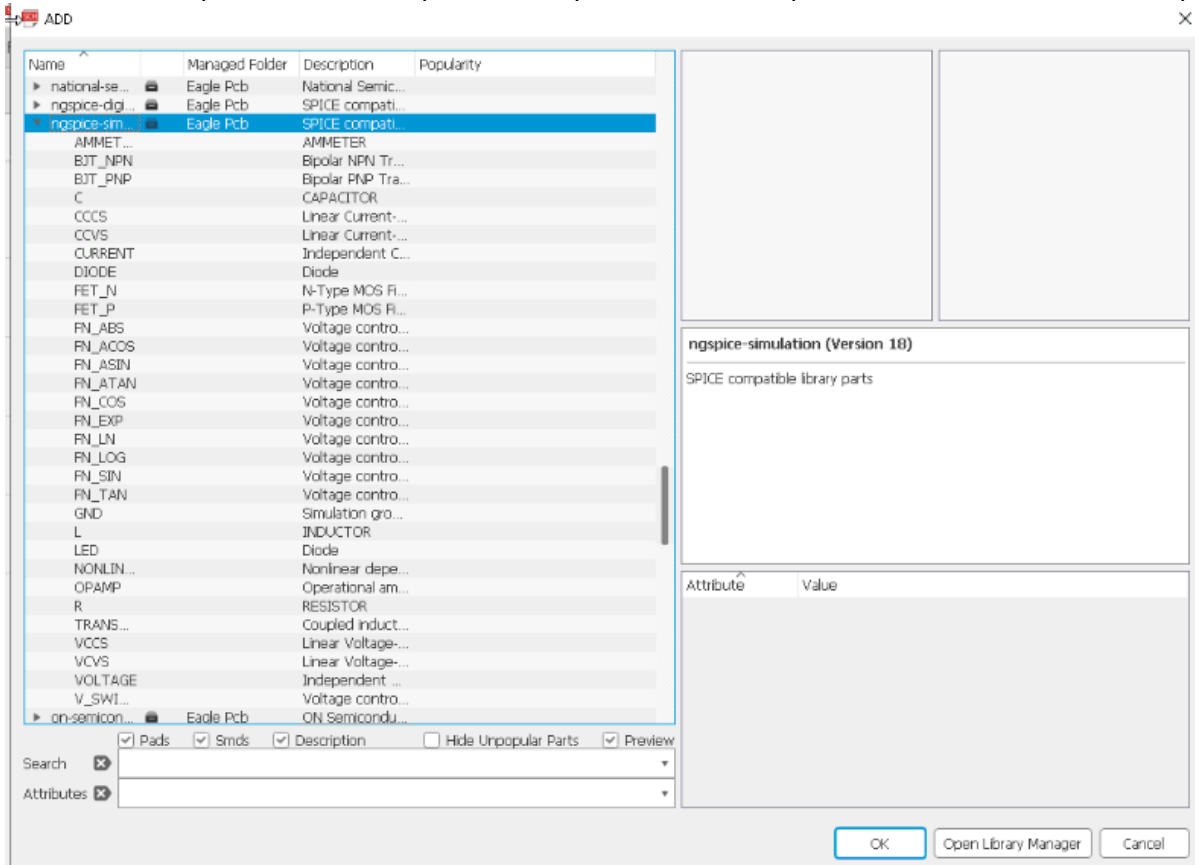 ADD
Name Managed Folder Description Popularity
national-se... Eagle Pcb National Semic...
ngspice-digi... Eagle Pcb SPICE compati...
ngspice-sim... Eagle Pcb SPICE compati...
AMMET... AMMETER
BJT_NPN Bipolar NPN Tr...
BJT_PNP Bipolar PNP Tra...
C CAPACITOR
CCCS Linear Current-...
CCVS Linear Current-...
CURRENT Independent C...
DIODE Diode
FET_N N-Type MOS Fi...
FET_P P-Type MOS Fi...
FN_ABS Voltage contro...
FN_ACOS Voltage contro...
FN_ASIN Voltage contro...
FN_ATAN Voltage contro...
FN_COS Voltage contro...
FN_EXP Voltage contro...
FN_LN Voltage contro...
FN_LOG Voltage contro...
FN_SIN Voltage contro...
FN_TAN Voltage contro...
GND Simulation gro...
L INDUCTOR
LED Diode
NONLIN... Nonlinear depe...
OPAMP Operational am...
R RESISTOR
TRANS... Coupled induct...
VCCS Linear Voltage-...
VCVS Linear Voltage-...
VOLTAGE Independent ...
V_SWI... Voltage contro...
on-semicon... Eagle Pcb ON Semicondu...
Pads Smds Description Hide Unpopular Parts Preview
Search
Attributes
ngspice-simulation (Version 18)
SPICE compatible library parts
Attribute Value
OK Open Library Manager Cancel